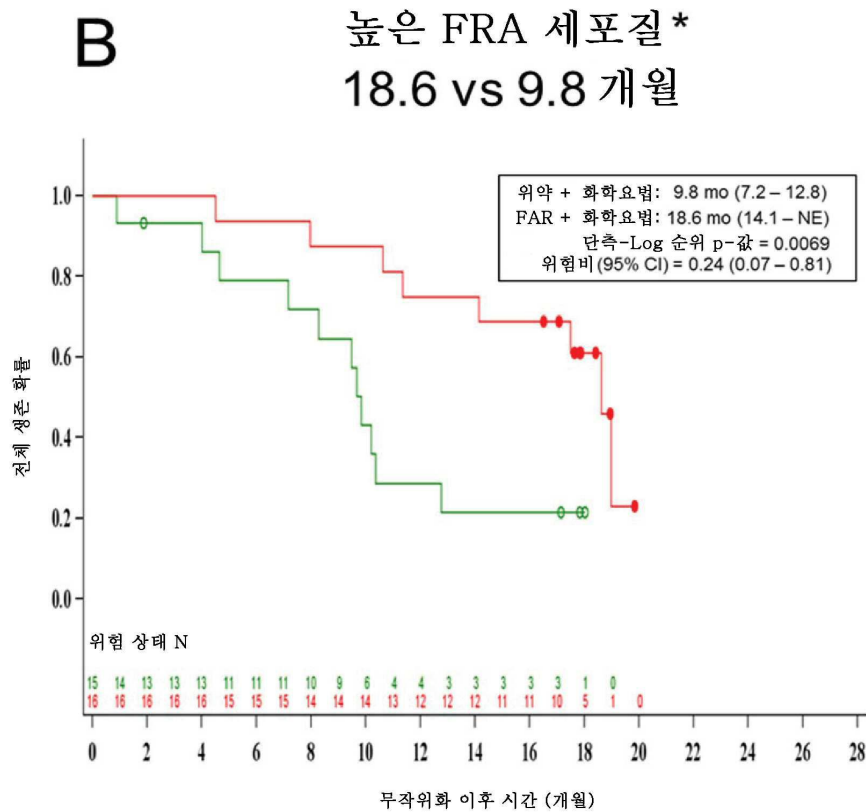 B
높은 FRA 세포질*
18.6 vs 9.8 개월
위약 + 화학요법: 9.8 mo (7.2 – 12.8)
FAR + 화학요법: 18.6 mo (14.1 – NE)
단측-Log 순위 p-값 = 0.0069
위험비(95% CI) = 0.24 (0.07 – 0.81)
전체 생존 확률
1.0
0.8
0.6
0.4
0.2
0.0
위험 상태 N
15 14 13 13 13 11 11 11 10 9 6 4 4 3 3 3 3 3 1 0
16 16 16 16 16 15 15 15 14 14 14 13 12 12 12 11 11 10 5 1 0
0 2 4 6 8 10 12 14 16 18 20 22 24 26 28
무작위화 이후 시간 (개월)